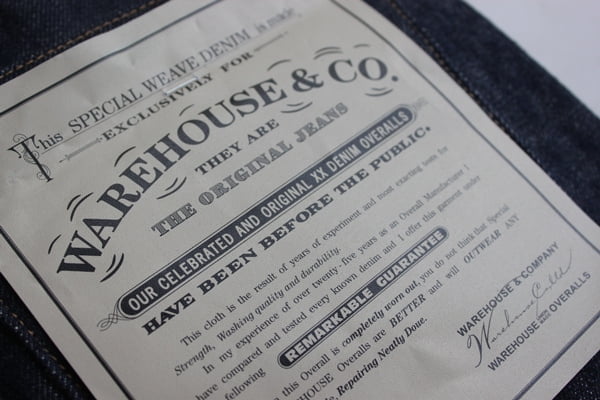 This SPECIAL WEAVE DENIM is made
EXCLUSIVELY FOR
WAREHOUSE & CO.
THEY ARE
THE ORIGINAL JEANS
OUR CELEBRATED AND ORIGINAL XX DENIM OVERALLS
HAVE BEEN BEFORE THE PUBLIC.
This cloth is the result of years of experiment and most exacting tests for
Strength, Washing quality and durability.
In my experience of over twenty-five years as an Overall Manufacturer I
have compared and tested every known denim and I offer this garment under
following REMARKABLE GUARANTEE
this Overall is completely worn out, you do not think that Special
HOUSE. Overalls are BETTER and will OUTWEAR ANY
Repairing Neatly Done.
WAREHOUSE & COMPANY
WAREHOUSE OVERALLS